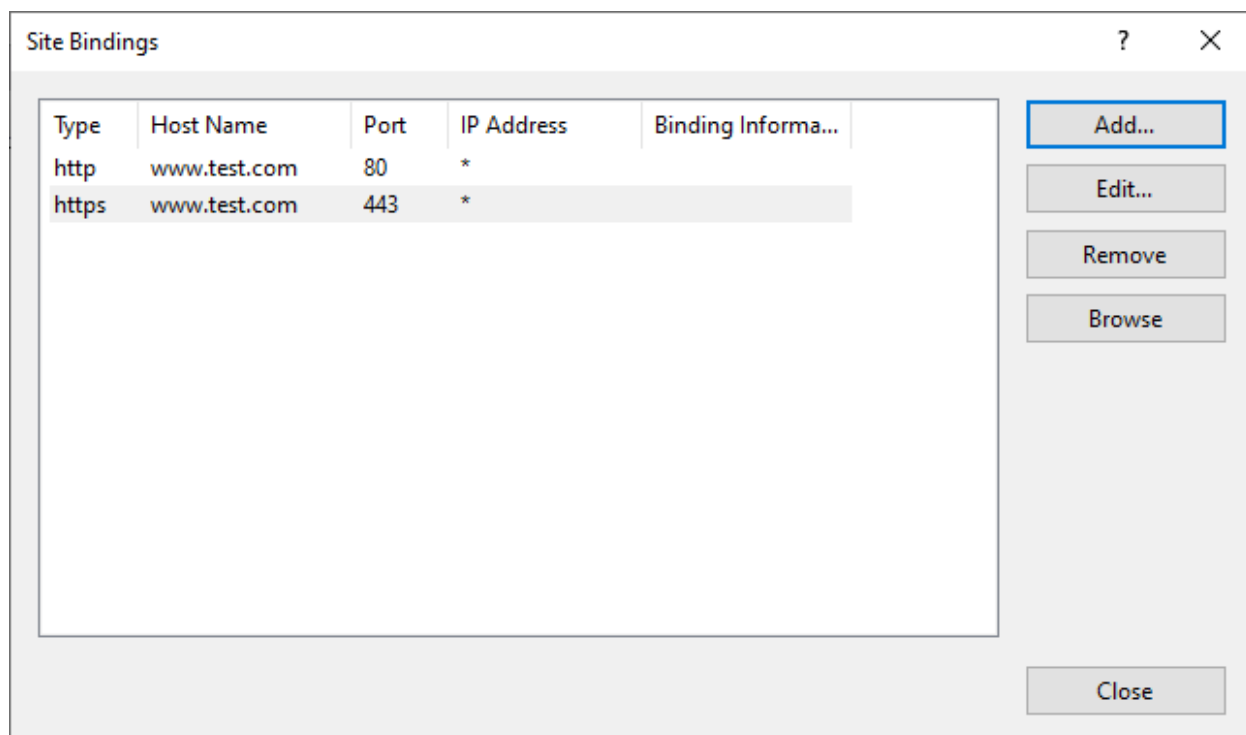 Site Bindings ?
Type Host Name Port IP Address Binding Informa...
http www.test.com 80 *
https www.test.com 443 *
Add...
Edit...
Remove
Browse
Close